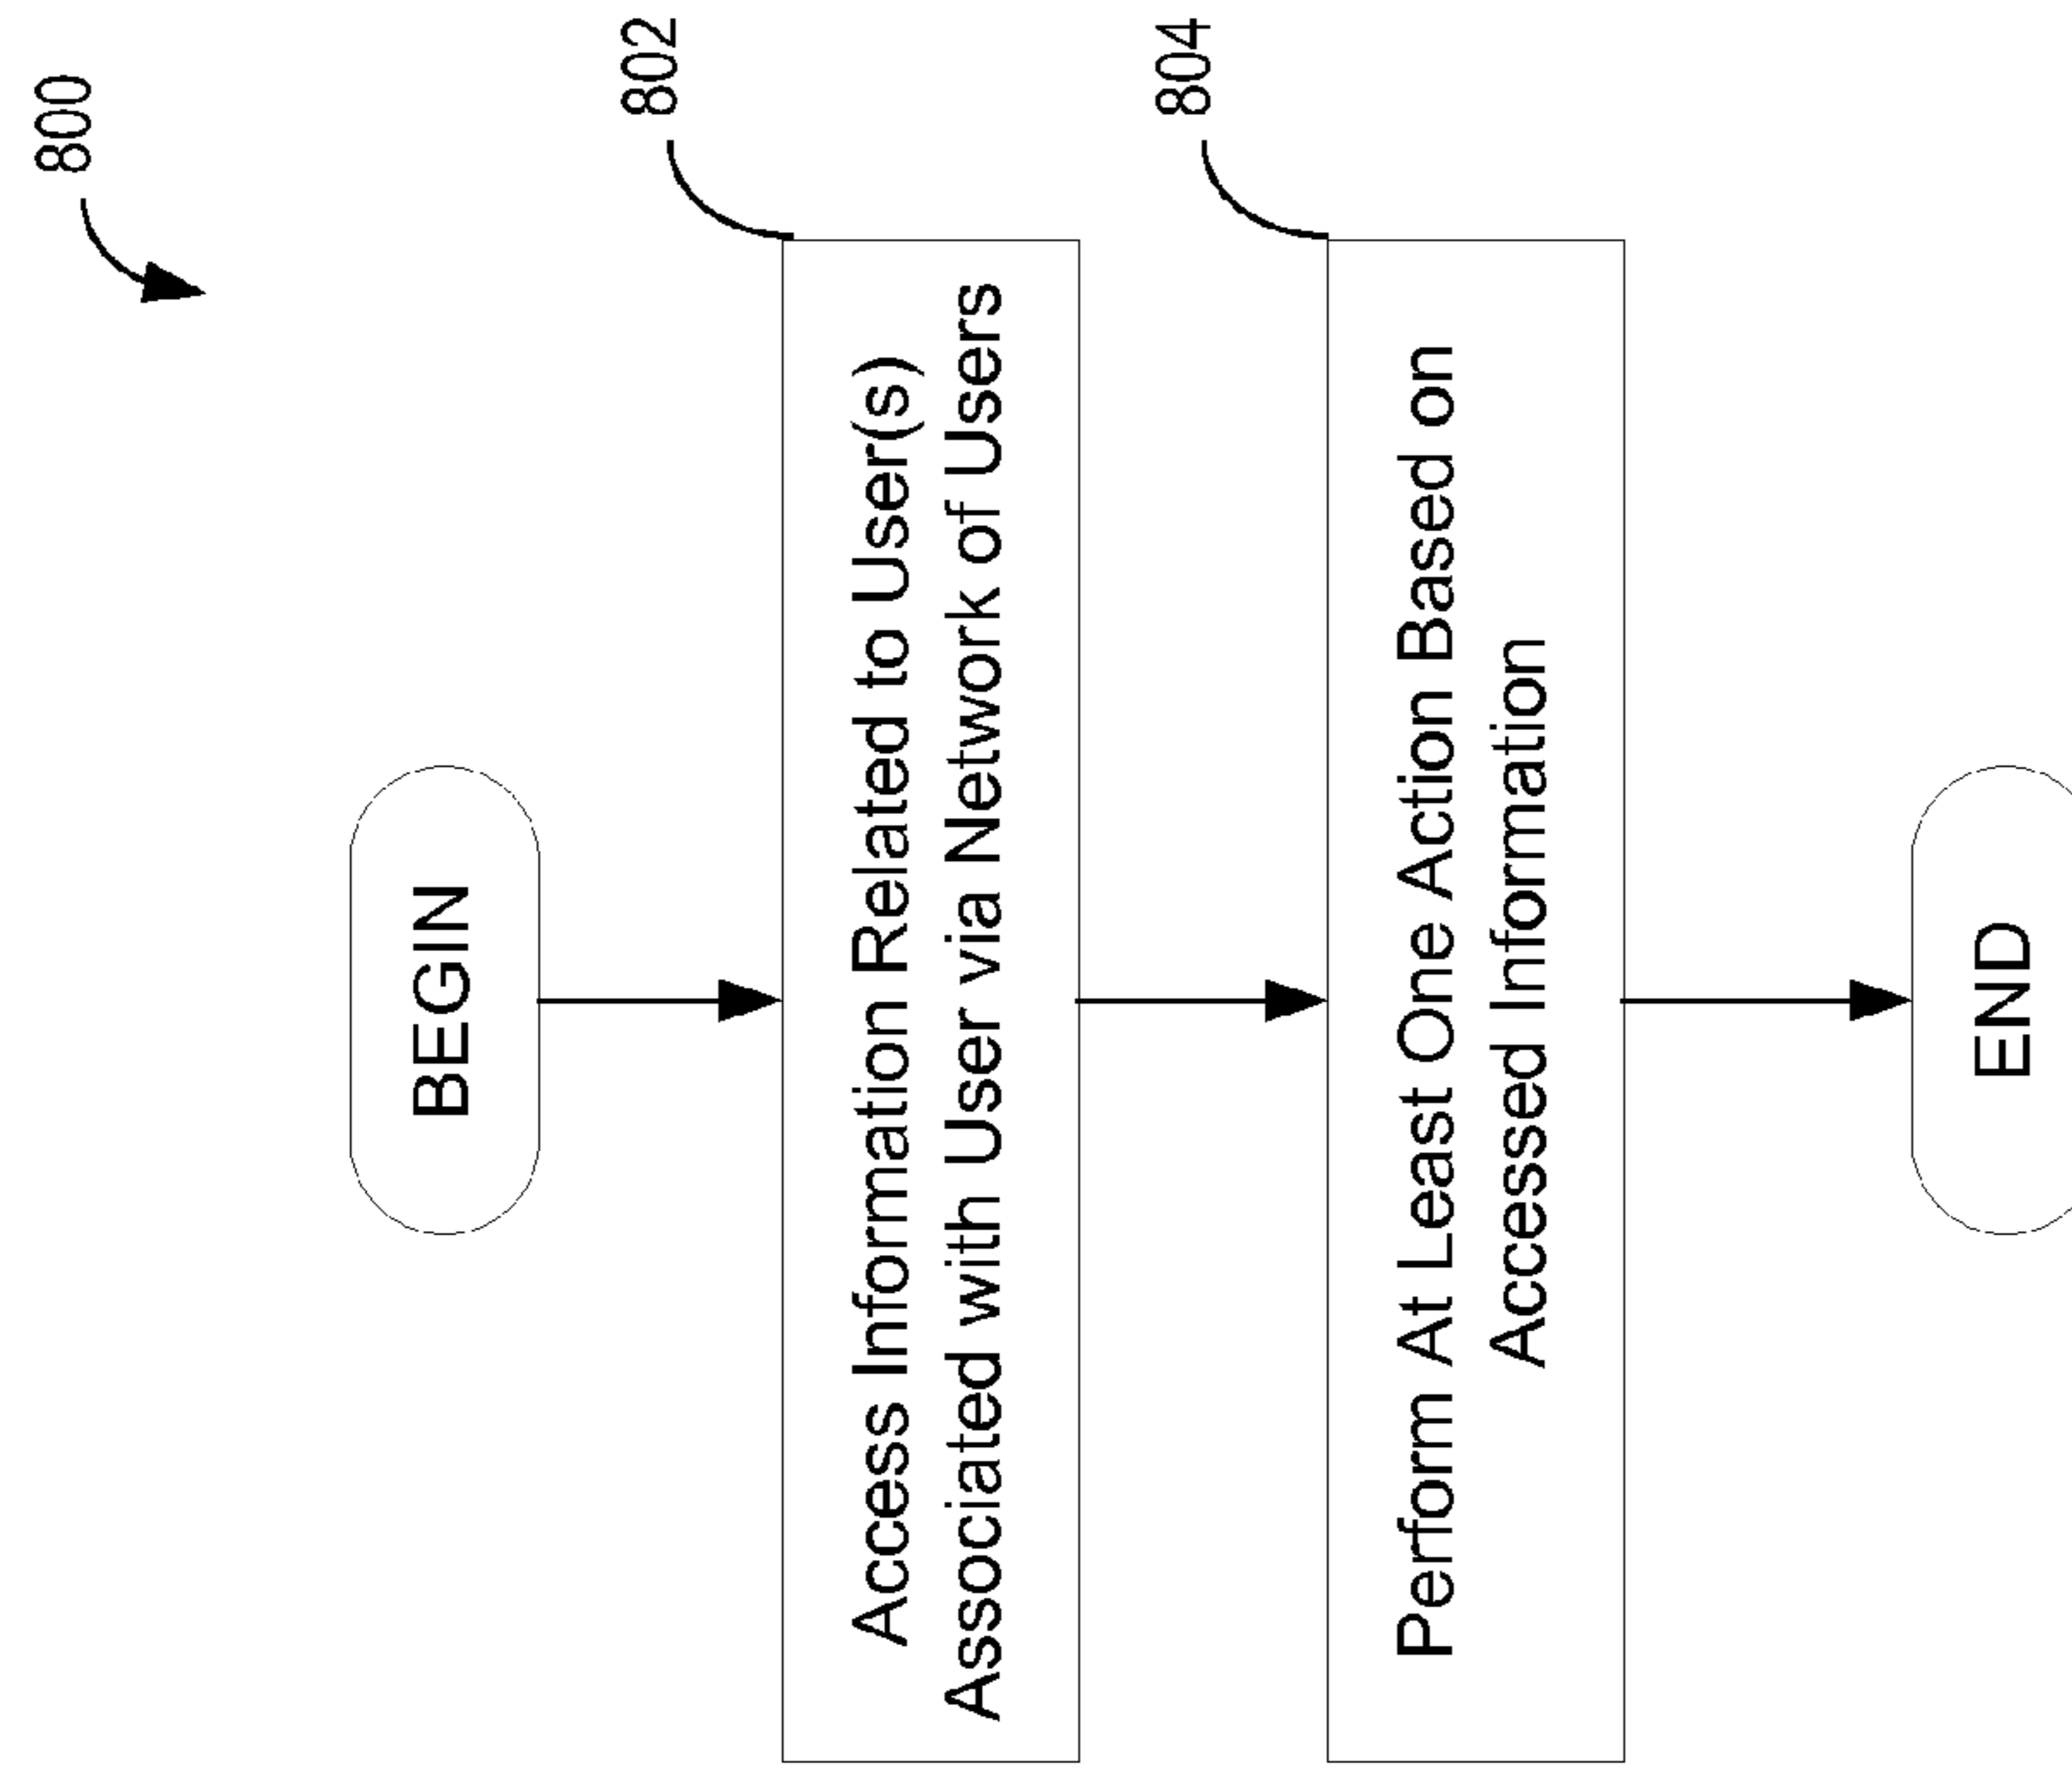 800
BEGIN
802
Access Information Related to User(s)
Associated with User via Network of Users
804
Perform At Least One Action Based on
Accessed Information
END